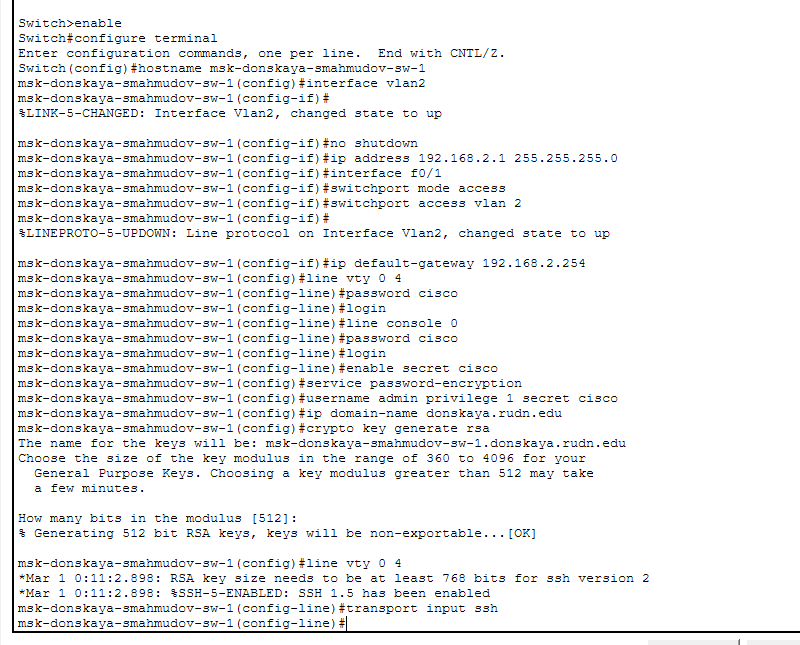 Switch>enable
Switch#configure terminal
Enter configuration commands, one per line.  End with CNTL/Z.
Switch(config)#hostname msk-donskaya-smahmudov-sw-1
msk-donskaya-smahmudov-sw-1(config)#interface vlan2
msk-donskaya-smahmudov-sw-1(config-if)#
%LINK-5-CHANGED: Interface Vlan2, changed state to up
msk-donskaya-smahmudov-sw-1(config-if)#no shutdown
msk-donskaya-smahmudov-sw-1(config-if)#ip address 192.168.2.1 255.255.255.0
msk-donskaya-smahmudov-sw-1(config-if)#interface f0/1
msk-donskaya-smahmudov-sw-1(config-if)#switchport mode access
msk-donskaya-smahmudov-sw-1(config-if)#switchport access vlan 2
msk-donskaya-smahmudov-sw-1(config-if)#
%LINEPROTO-5-UPDOWN: Line protocol on Interface Vlan2, changed state to up
msk-donskaya-smahmudov-sw-1(config-if)#ip default-gateway 192.168.2.254
msk-donskaya-smahmudov-sw-1(config)#line vty 0 4
msk-donskaya-smahmudov-sw-1(config-line)#password cisco
msk-donskaya-smahmudov-sw-1(config-line)#login
msk-donskaya-smahmudov-sw-1(config-line)#line console 0
msk-donskaya-smahmudov-sw-1(config-line)#password cisco
msk-donskaya-smahmudov-sw-1(config-line)#login
msk-donskaya-smahmudov-sw-1(config-line)#enable secret cisco
msk-donskaya-smahmudov-sw-1(config)#service password-encryption
msk-donskaya-smahmudov-sw-1(config)#username admin privilege 1 secret cisco
msk-donskaya-smahmudov-sw-1(config)#ip domain-name donskaya.rudn.edu
msk-donskaya-smahmudov-sw-1(config)#crypto key generate rsa
The name for the keys will be: msk-donskaya-smahmudov-sw-1.donskaya.rudn.edu
Choose the size of the key modulus in the range of 360 to 4096 for your
  General Purpose Keys. Choosing a key modulus greater than 512 may take
  a few minutes.
How many bits in the modulus [512]:
% Generating 512 bit RSA keys, keys will be non-exportable...[OK]
msk-donskaya-smahmudov-sw-1(config)#line vty 0 4
*Mar 1 0:11:2.898: RSA key size needs to be at least 768 bits for ssh version 2
*Mar 1 0:11:2.898: %SSH-5-ENABLED: SSH 1.5 has been enabled
msk-donskaya-smahmudov-sw-1(config-line)#transport input ssh
msk-donskaya-smahmudov-sw-1(config-line)#